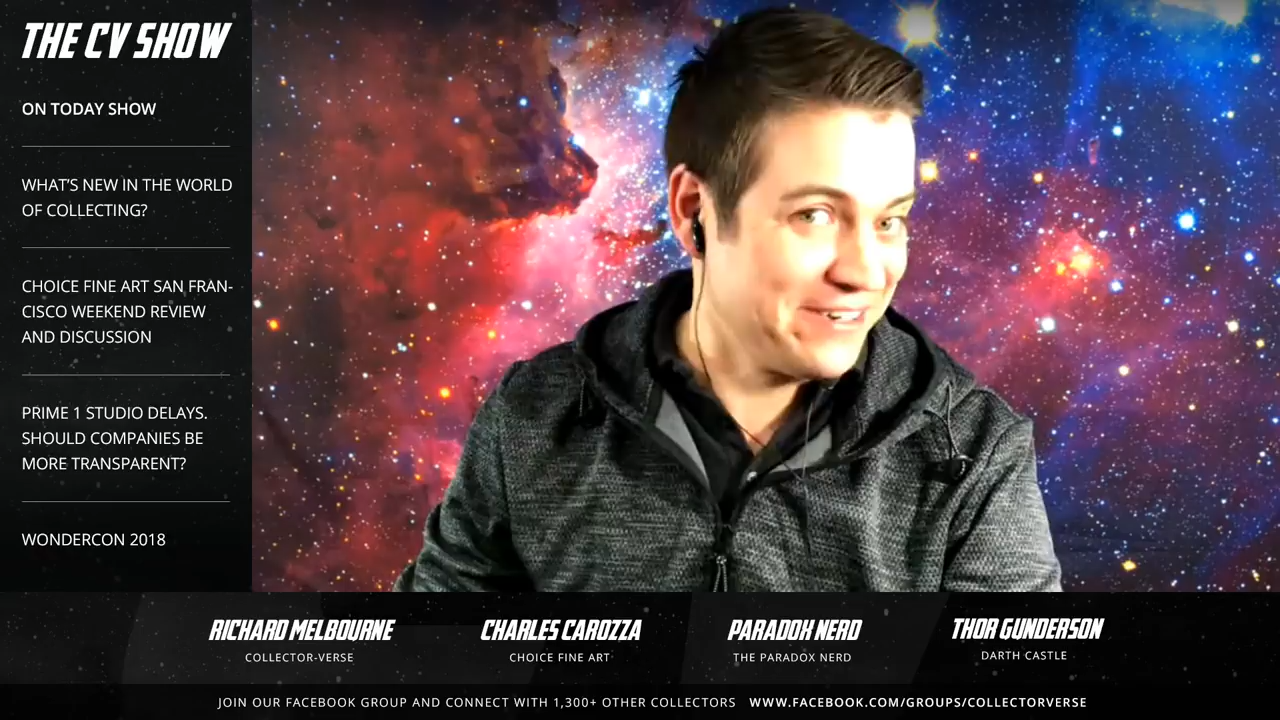 THE CV SHOW
ON TODAY SHOW
WHAT'S NEW IN THE WORLD
OF COLLECTING?
CHOICE FINE ART SAN FRAN-
CISCO WEEKEND REVIEW
AND DISCUSSION
PRIME 1 STUDIO DELAYS.
SHOULD COMPANIES BE
MORE TRANSPARENT?
WONDERCON 2018
RICHARD MELBOURNE
COLLECTOR-VERSE
CHARLES CAROZZA
CHOICE FINE ART
PARADOX NERD
THE PARADOX NERD
THOR GUNDERSON
DARTH CASTLE
JOIN OUR FACEBOOK GROUP AND CONNECT WITH 1,300+ OTHER COLLECTORS WWW.FACEBOOK.COM/GROUPS/COLLECTORVERSE